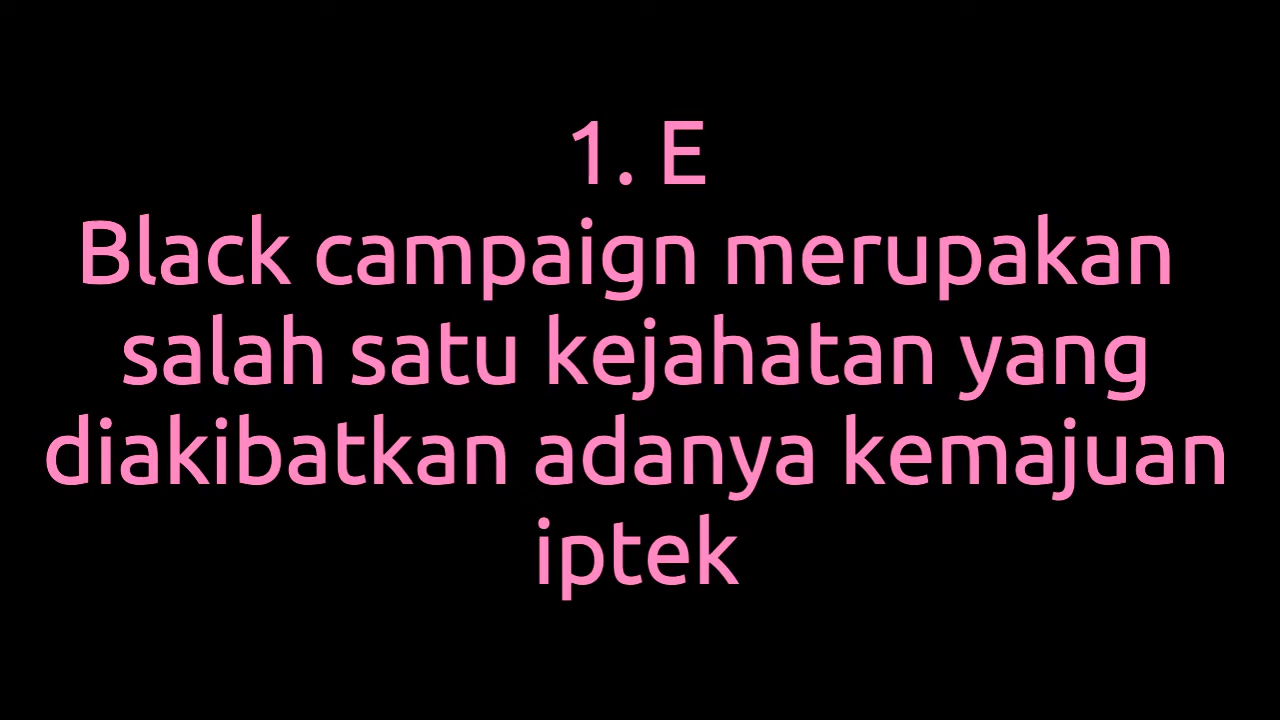 1. E
Black campaign merupakan
salah satu kejahatan yang
diakibatkan adanya kemajuan
iptek